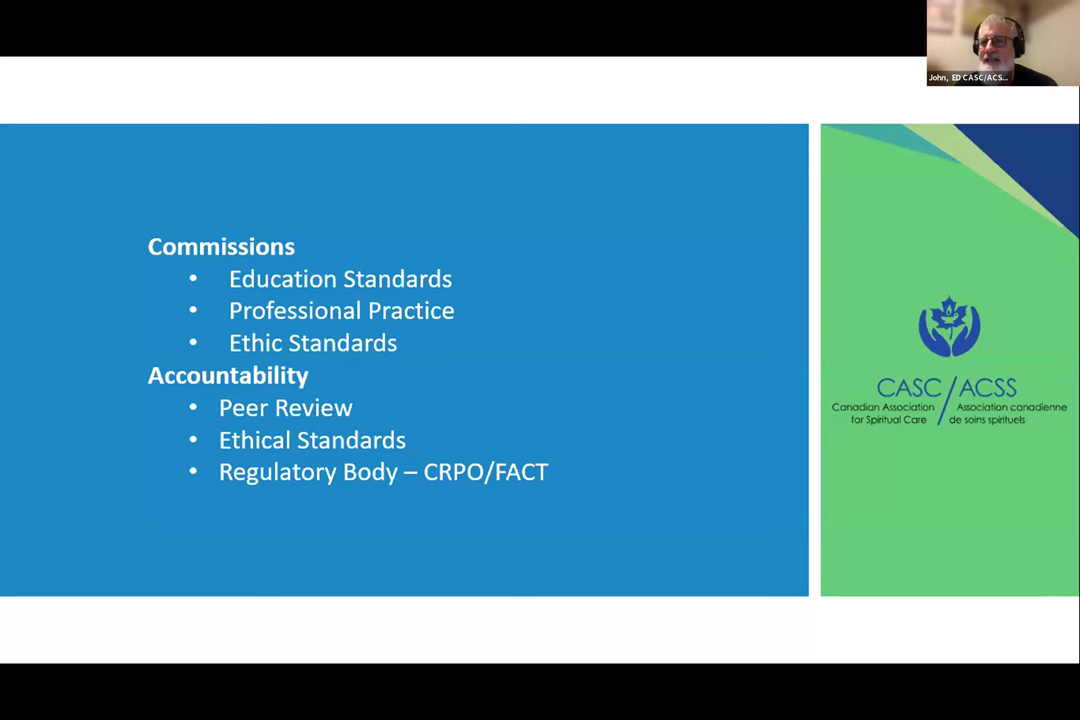 John, ED CASC/ACS...
Commissions
• Education Standards
• Professional Practice
• Ethic Standards
Accountability
• Peer Review
• Ethical Standards
• Regulatory Body – CRPO/FACT
CASC/ACSS
Canadian Association
for Spiritual Care
Association canadienne
de soins spirituels